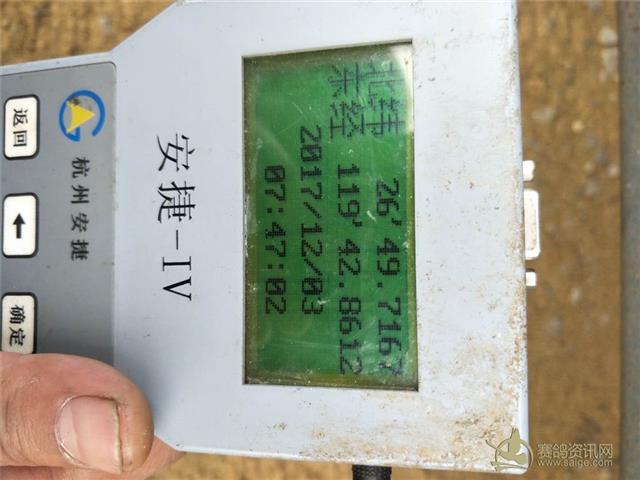 北纬 26' 49.7167
东经 119' 42.8612
2017/12/03
07:47:02
安捷-IV
杭州安捷
返回
←
确定
赛鸽资讯网
www.saige.com